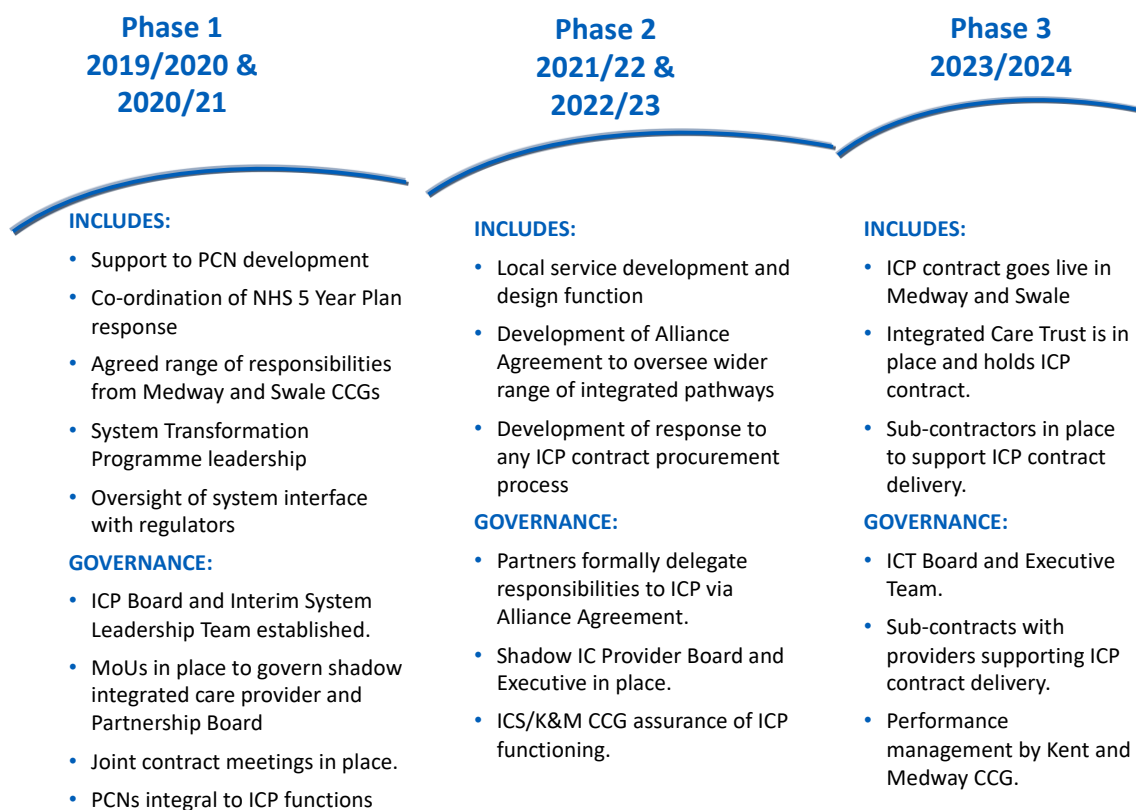 Phase 1
2019/2020 &
2020/21
INCLUDES:
• Support to PCN development
• Co-ordination of NHS 5 Year Plan
response
• Agreed range of responsibilities
from Medway and Swale CCGs
• System Transformation
Programme leadership
• Oversight of system interface
with regulators
GOVERNANCE:
• ICP Board and Interim System
Leadership Team established.
• MoUs in place to govern shadow
integrated care provider and
Partnership Board
• Joint contract meetings in place.
• PCNs integral to ICP functions
Phase 2
2021/22 &
2022/23
INCLUDES:
• Local service development and
design function
• Development of Alliance
Agreement to oversee wider
range of integrated pathways
• Development of response to
any ICP contract procurement
process
GOVERNANCE:
• Partners formally delegate
responsibilities to ICP via
Alliance Agreement.
• Shadow IC Provider Board and
Executive in place.
• ICS/K&M CCG assurance of ICP
functioning.
Phase 3
2023/2024
INCLUDES:
• ICP contract goes live in
Medway and Swale
• Integrated Care Trust is in
place and holds ICP
contract.
• Sub-contractors in place
to support ICP contract
delivery.
GOVERNANCE:
• ICT Board and Executive
Team.
• Sub-contracts with
providers supporting ICP
contract delivery.
• Performance
management by Kent and
Medway CCG.